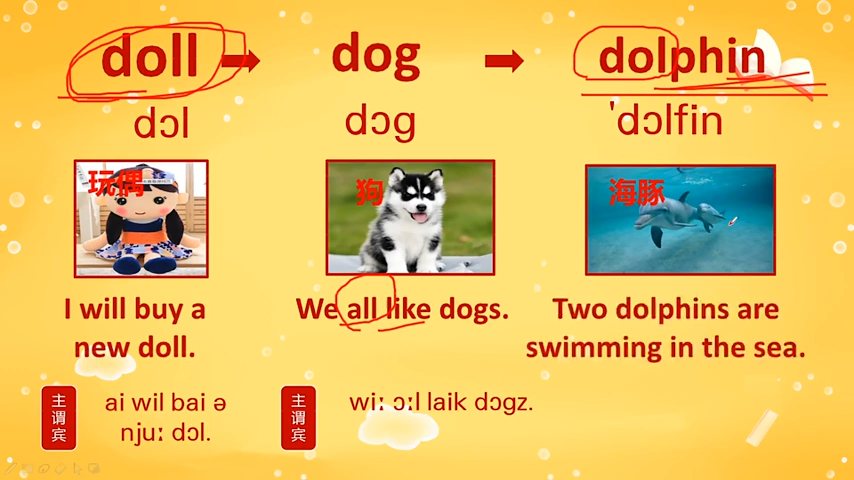 doll
dog
dolphin
dɔl
dɔg
ˈdɔlfin
玩偶
狗
海豚
I will buy a
new doll.
We all like dogs.
Two dolphins are
swimming in the sea.
主谓宾
ai wil bai ə
njuː dɔl.
主谓宾
wiː ɔːl laik dɔgz.